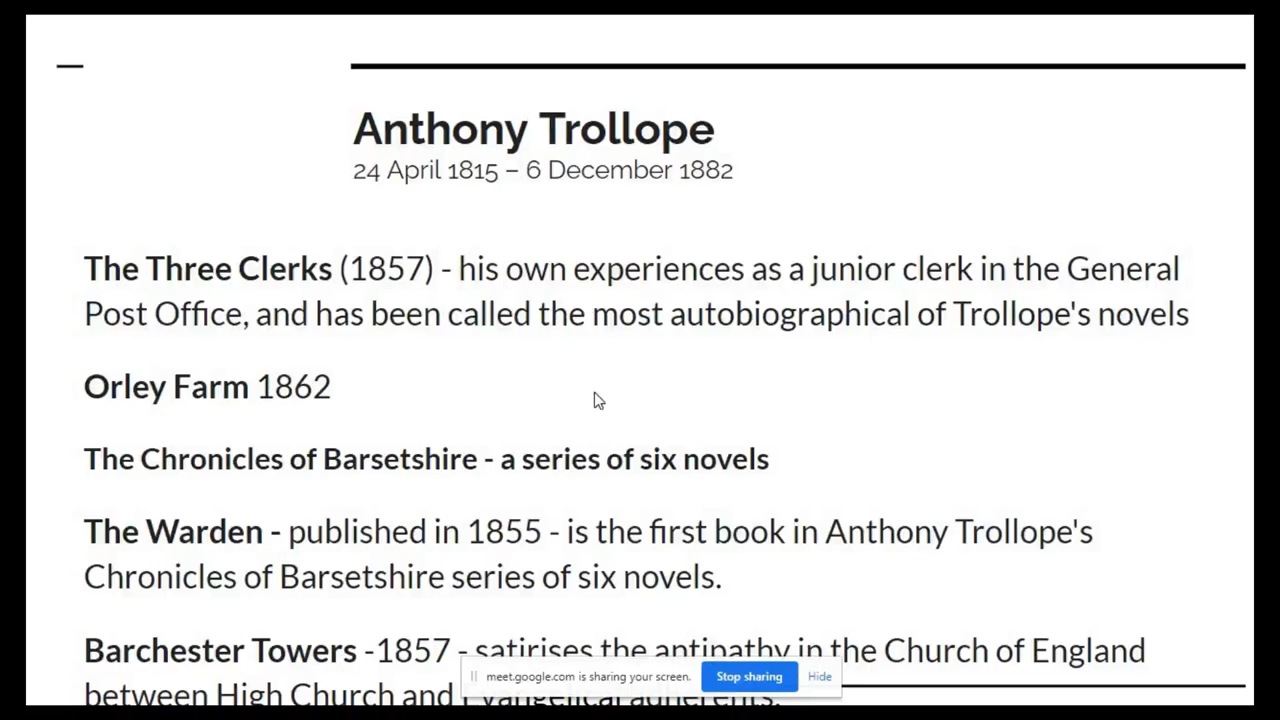 Anthony Trollope
24 April 1815 – 6 December 1882
The Three Clerks (1857) - his own experiences as a junior clerk in the General
Post Office, and has been called the most autobiographical of Trollope's novels
Orley Farm 1862
The Chronicles of Barsetshire - a series of six novels
The Warden - published in 1855 - is the first book in Anthony Trollope's
Chronicles of Barsetshire series of six novels.
Barchester Towers -1857 - satirises the antipathy in the Church of England
between High Church and Evangelical adherents.
meet.google.com is sharing your screen. Stop sharing Hide